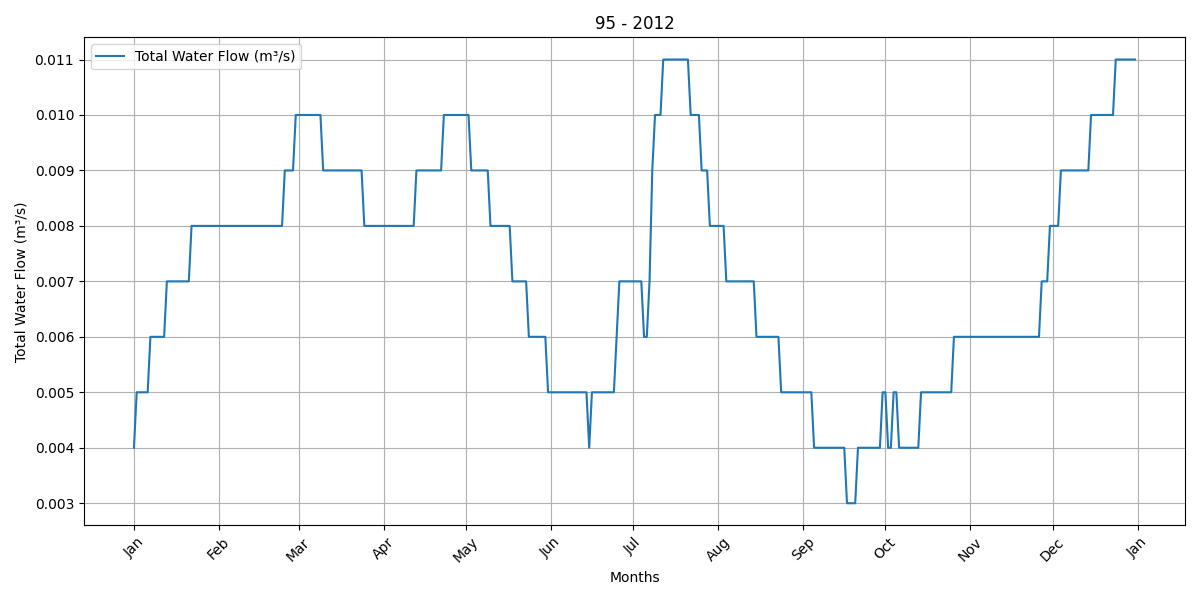 95 - 2012
Total Water Flow (m³/s)
0.011
0.010
0.009
0.008
0.007
0.006
0.005
0.004
0.003
Total Water Flow (m³/s)
Jan
Feb
Mar
Apr
May
Jun
Jul
Aug
Sep
Oct
Nov
Dec
Jan
Months